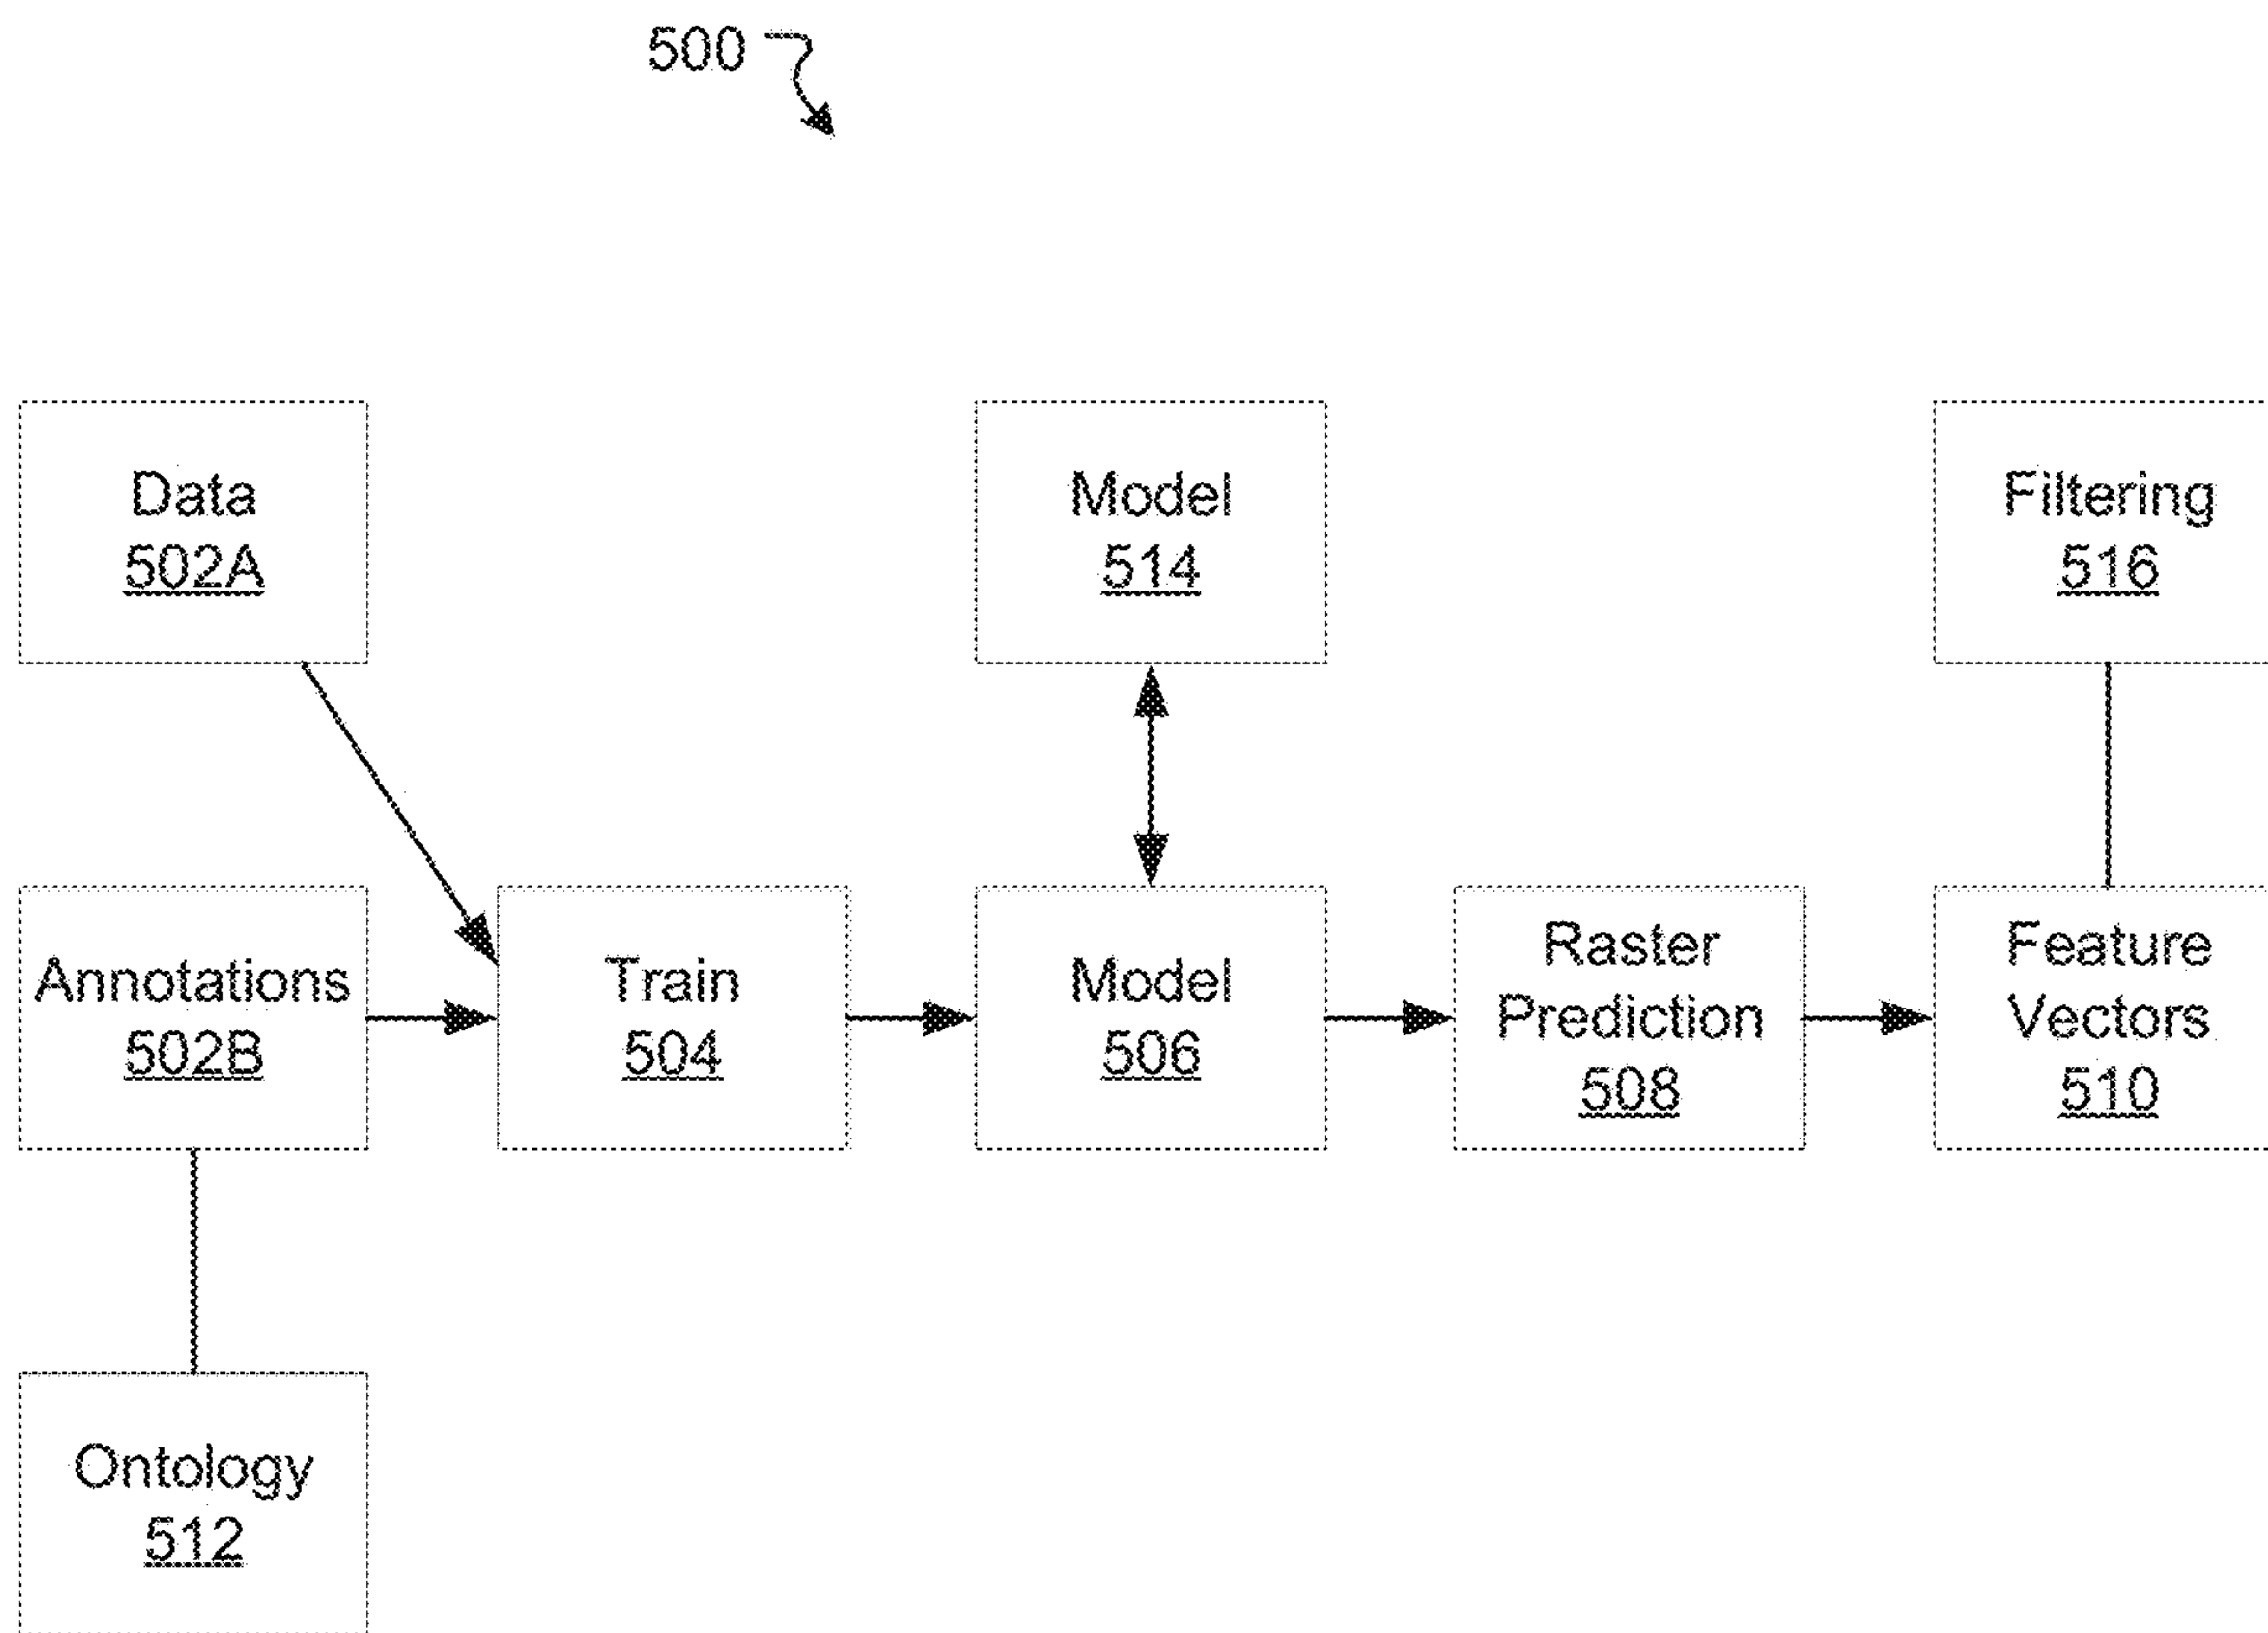 500
Data
502A
Model
514
Filtering
516
Annotations
502B
Train
504
Model
506
Raster
Prediction
508
Feature
Vectors
510
Ontology
512